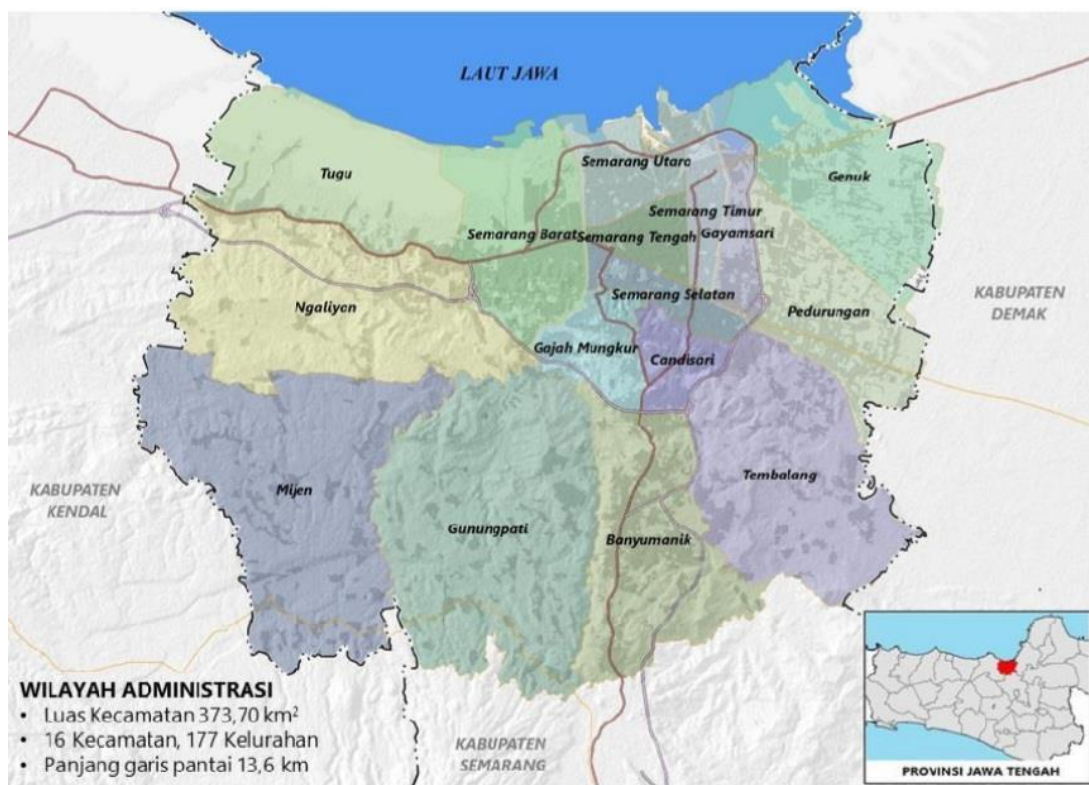 LAUT JAWA
Tugu
Semarang Utara
Genuk
Semarang Timur
Semarang Barat
Semarang Tengah
Gayamsari
Ngaliyan
Semarang Selatan
Pedurungan
KABUPATEN
DEMAK
Gajah Mungkur
Candisari
Mijen
Gunungpati
Banyumanik
Tembalang
KABUPATEN
KENDAL
WILAYAH ADMINISTRASI
• Luas Kecamatan 373,70 km²
• 16 Kecamatan, 177 Kelurahan
• Panjang garis pantai 13,6 km
KABUPATEN
SEMARANG
PROVINSI JAWA TENGAH